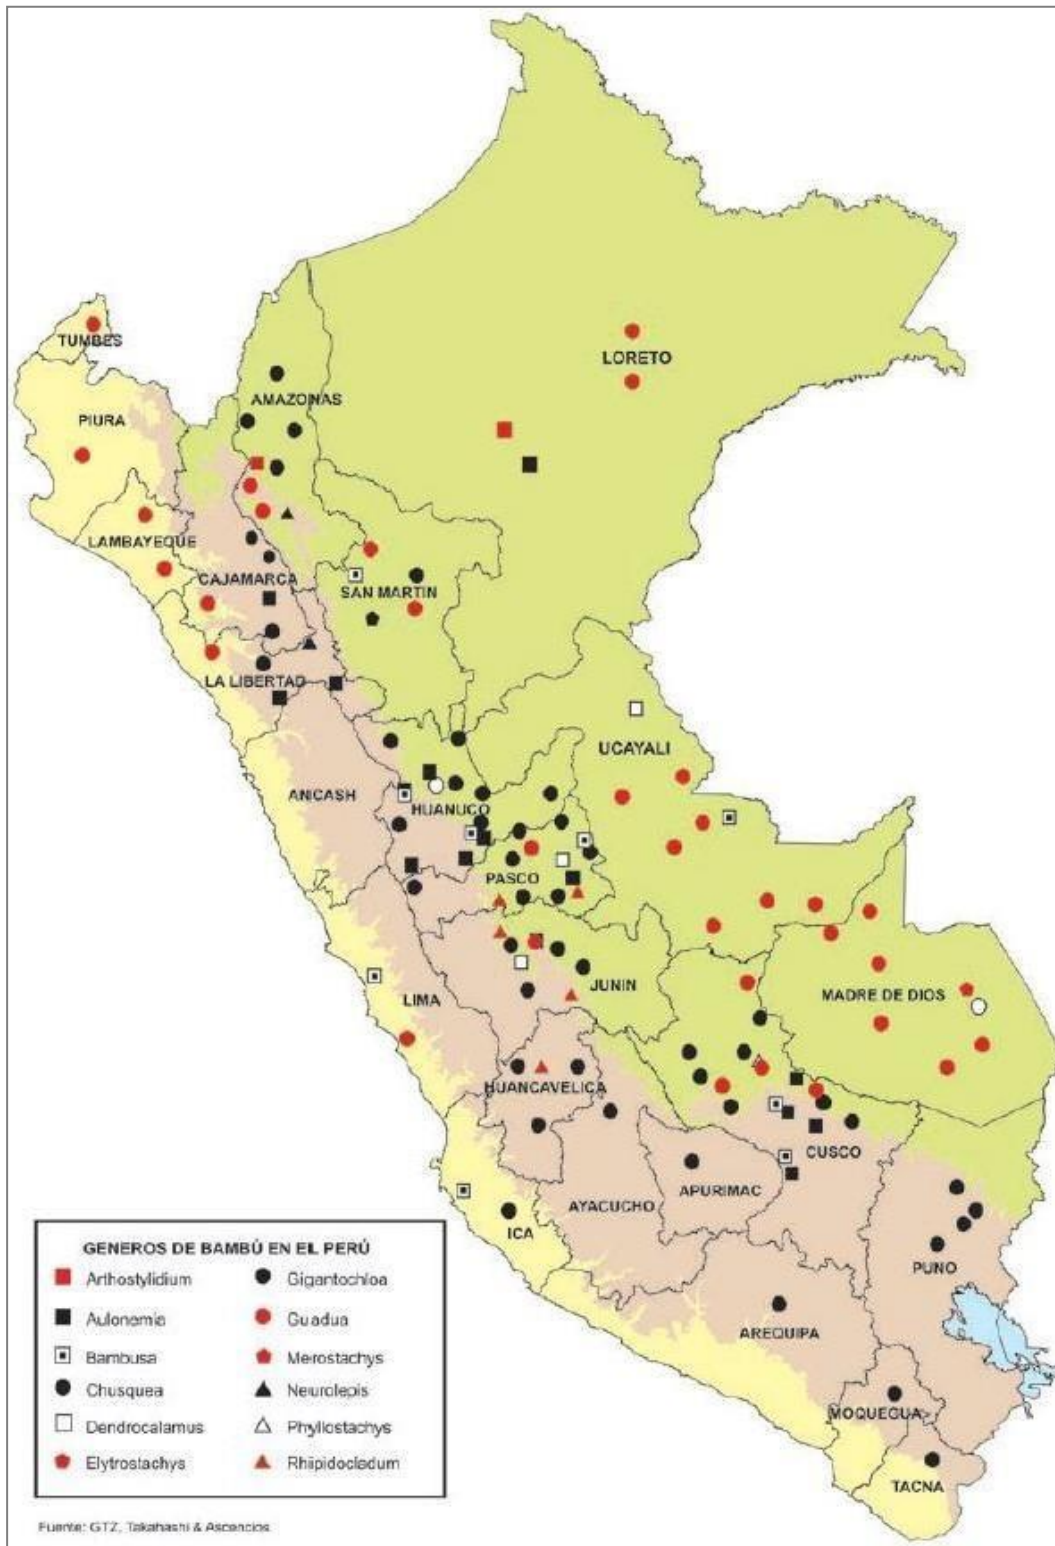 TUMBES
LORETO
AMAZONAS
PIURA
LAMBAYEQUE
CAJAMARCA
SAN MARTIN
LA LIBERTAD
UCAYALI
ANCASH
HUANUCO
PASCO
LIMA
JUNIN
MADRE DE DIOS
HUANCAVELICA
CUSCO
AYACUCHO
APURIMAC
ICA
PUNO
AREQUIPA
MOQUEGUA
TACNA
GENEROS DE BAMBÚ EN EL PERÚ
Arthostylidium
Aulonemia
Bambusa
Chusquea
Dendrocalamus
Elytrostachys
Gigantochloa
Guadua
Merostachys
Neurolepis
Phyllostachys
Rhipidocladum
Fuente: GTZ, Takahashi & Ascencios